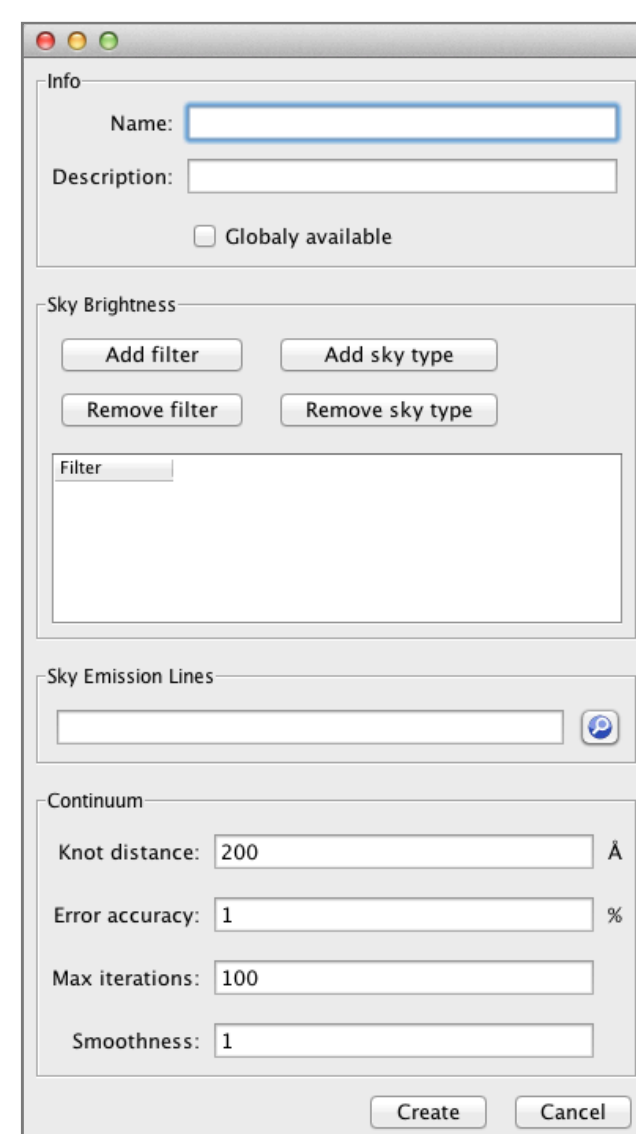 Info
Name:
Description:
Globaly available
Sky Brightness
Add filter Add sky type
Remove filter Remove sky type
Filter
Sky Emission Lines
Continuum
Knot distance: 200 Å
Error accuracy: 1 %
Max iterations: 100
Smoothness: 1
Create Cancel